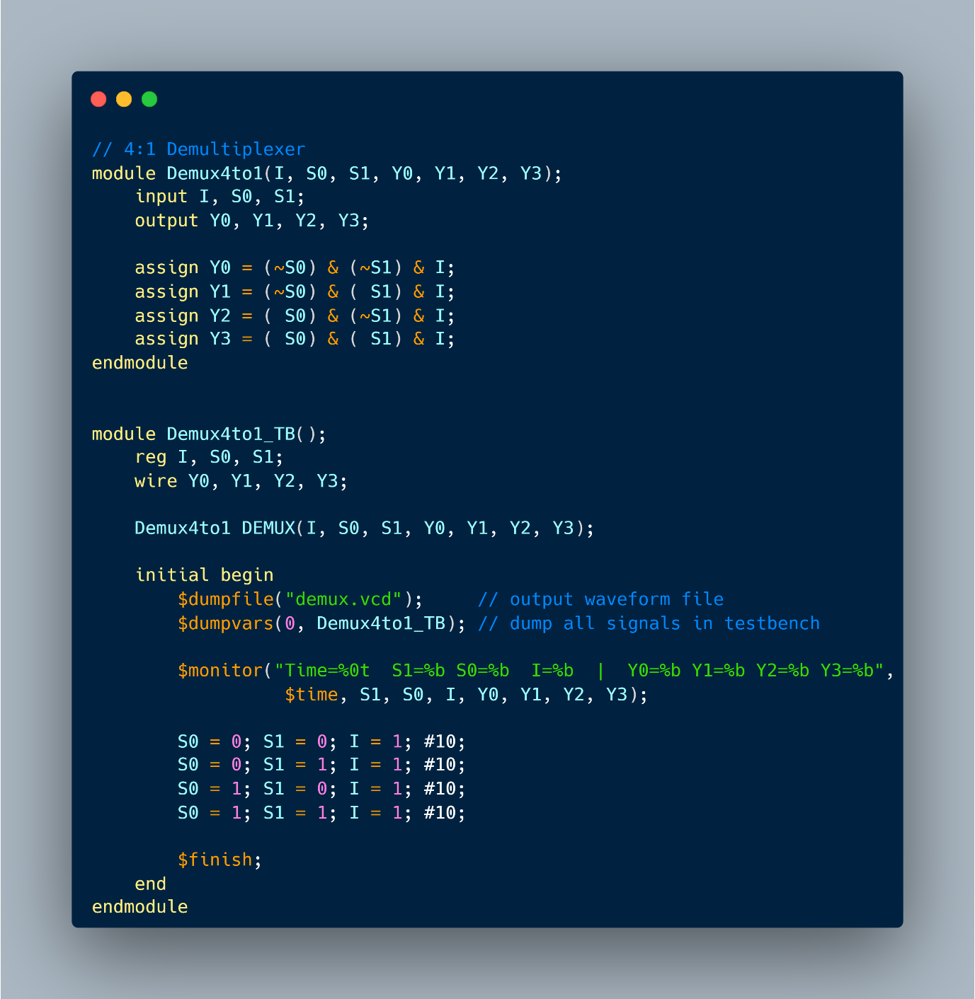 // 4:1 Demultiplexer
module Demux4to1(I, S0, S1, Y0, Y1, Y2, Y3);
    input I, S0, S1;
    output Y0, Y1, Y2, Y3;

    assign Y0 = (~S0) & (~S1) & I;
    assign Y1 = (~S0) & ( S1) & I;
    assign Y2 = ( S0) & (~S1) & I;
    assign Y3 = ( S0) & ( S1) & I;
endmodule


module Demux4to1_TB();
    reg I, S0, S1;
    wire Y0, Y1, Y2, Y3;

    Demux4to1 DEMUX(I, S0, S1, Y0, Y1, Y2, Y3);

    initial begin
        $dumpfile("demux.vcd");     // output waveform file
        $dumpvars(0, Demux4to1_TB); // dump all signals in testbench

        $monitor("Time=%0t  S1=%b S0=%b  I=%b  |  Y0=%b Y1=%b Y2=%b Y3=%b",
                  $time, S1, S0, I, Y0, Y1, Y2, Y3);

        S0 = 0; S1 = 0; I = 1; #10;
        S0 = 0; S1 = 1; I = 1; #10;
        S0 = 1; S1 = 0; I = 1; #10;
        S0 = 1; S1 = 1; I = 1; #10;

        $finish;
    end
endmodule